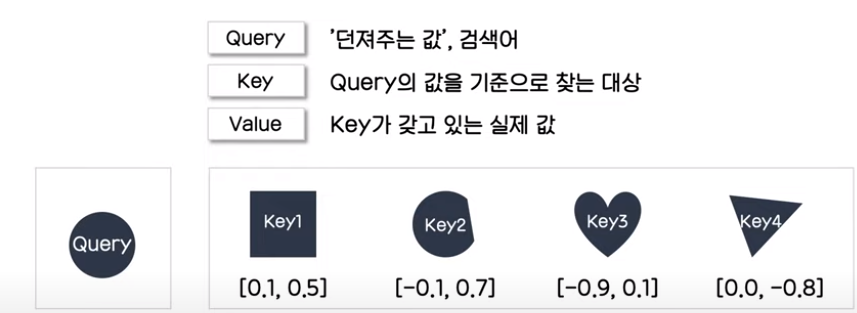 Query '던져주는 값', 검색어
Key Query의 값을 기준으로 찾는 대상
Value Key가 갖고 있는 실제 값
Query Key1 Key2 Key3 Key4
[0.1, 0.5] [-0.1, 0.7] [-0.9, 0.1] [0.0, -0.8]